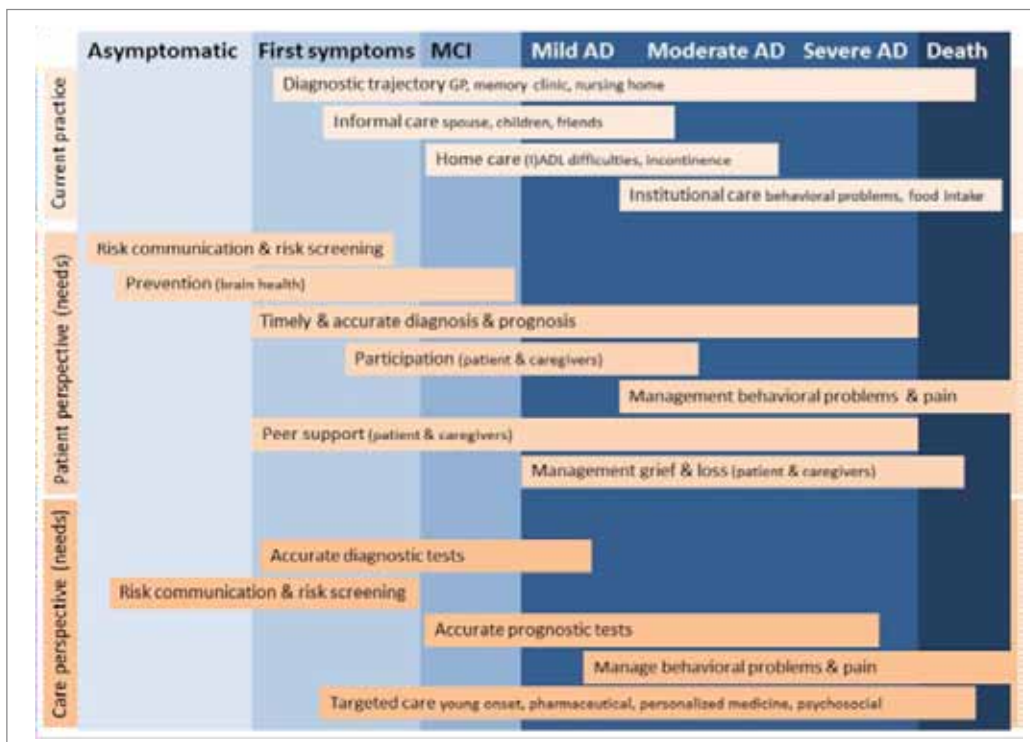 Asymptomatic First symptoms MCI Mild AD Moderate AD Severe AD Death
Current practice
Diagnostic trajectory GP, memory clinic, nursing home
Informal care spouse, children, friends
Home care (I)ADL difficulties, incontinence
Institutional care behavioral problems, food intake
Patient perspective (needs)
Risk communication & risk screening
Prevention (brain health)
Timely & accurate diagnosis & prognosis
Participation (patient & caregivers)
Management behavioral problems & pain
Peer support (patient & caregivers)
Management grief & loss (patient & caregivers)
Care perspective (needs)
Accurate diagnostic tests
Risk communication & risk screening
Accurate prognostic tests
Manage behavioral problems & pain
Targeted care young onset, pharmaceutical, personalized medicine, psychosocial